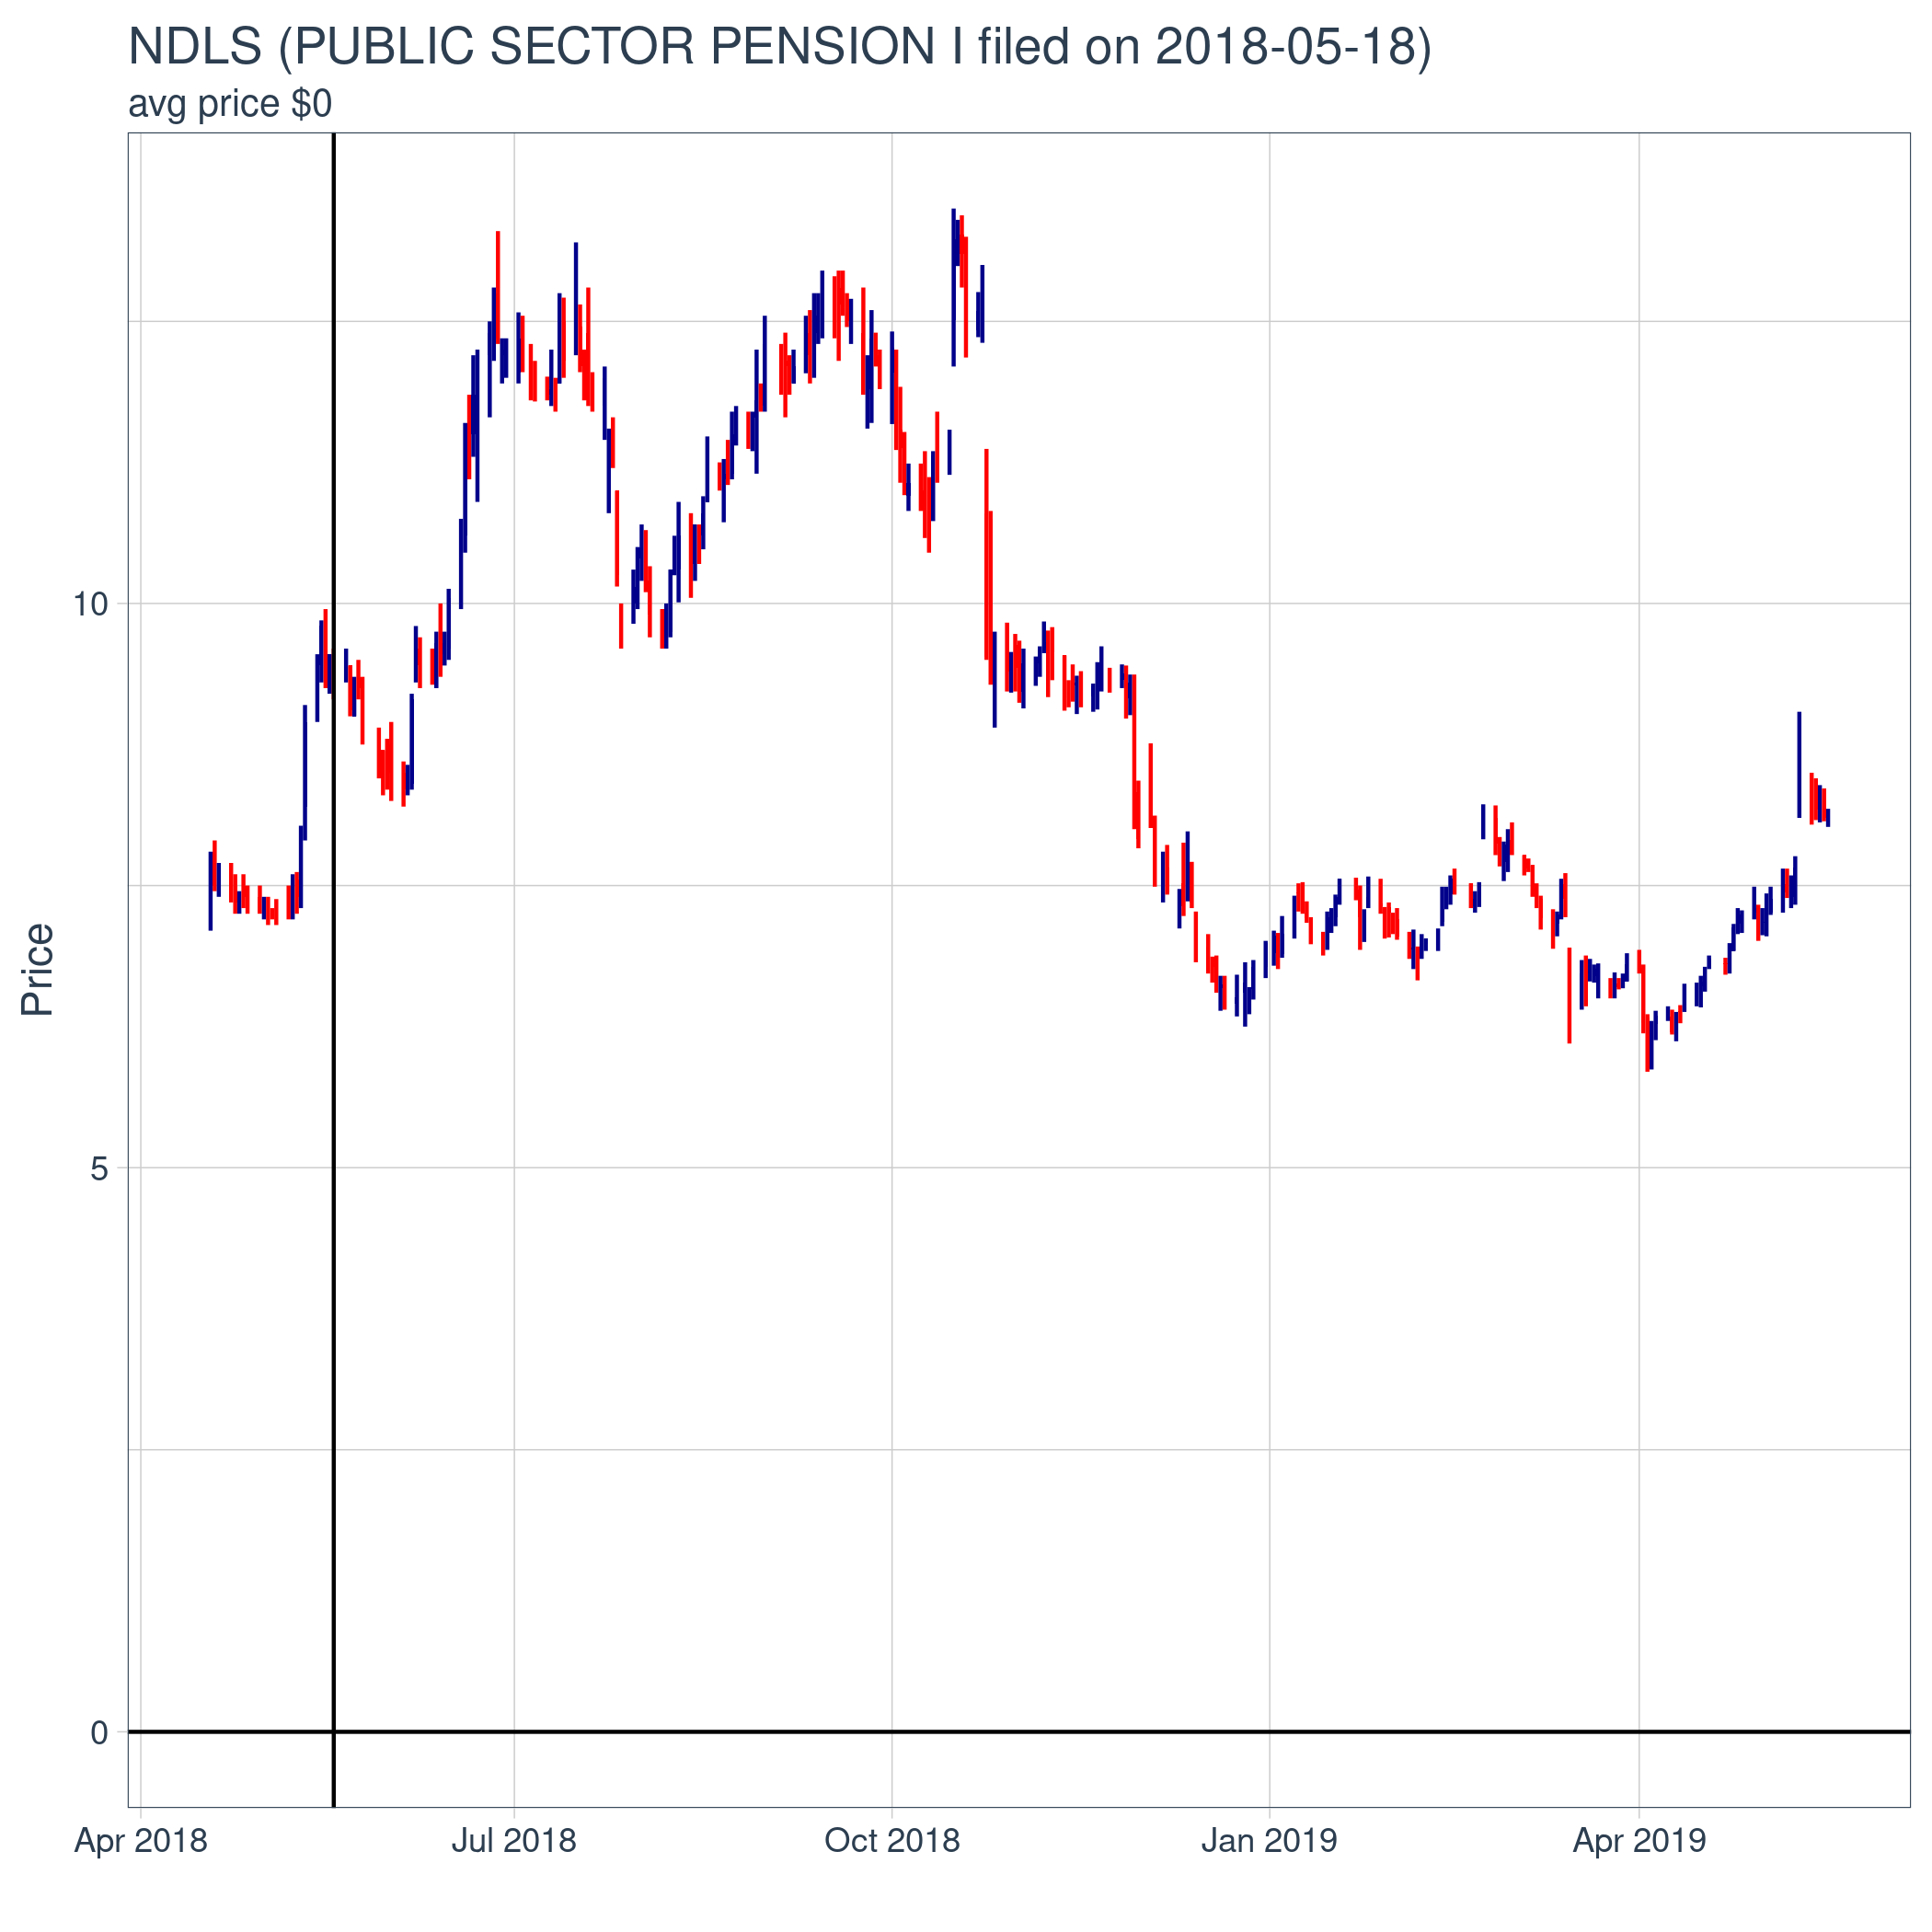 NDLS (PUBLIC SECTOR PENSION I filed on 2018-05-18)
avg price $0
Price
10
5
0
Apr 2018
Jul 2018
Oct 2018
Jan 2019
Apr 2019